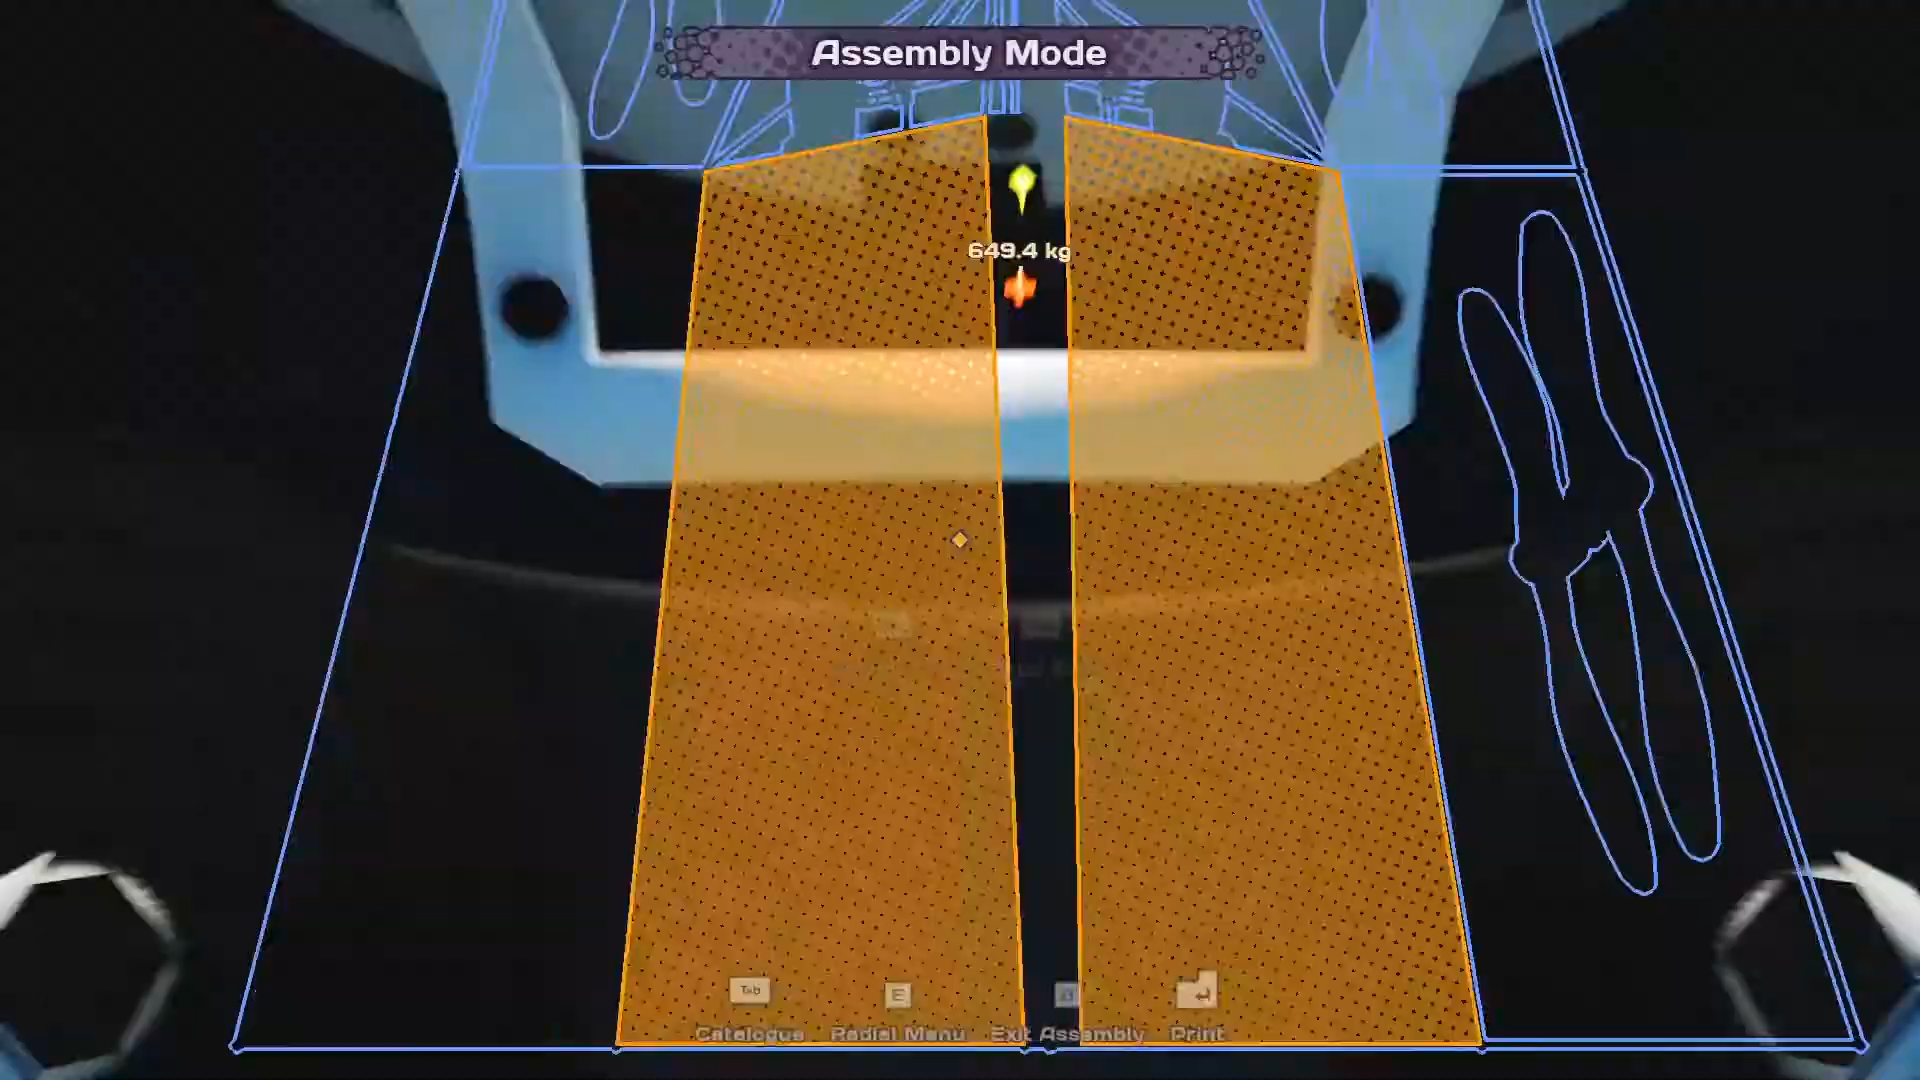 Assembly Mode
649.4 kg
Tab
E
Catalogue
Radial Menu
Exit Assembly
Print